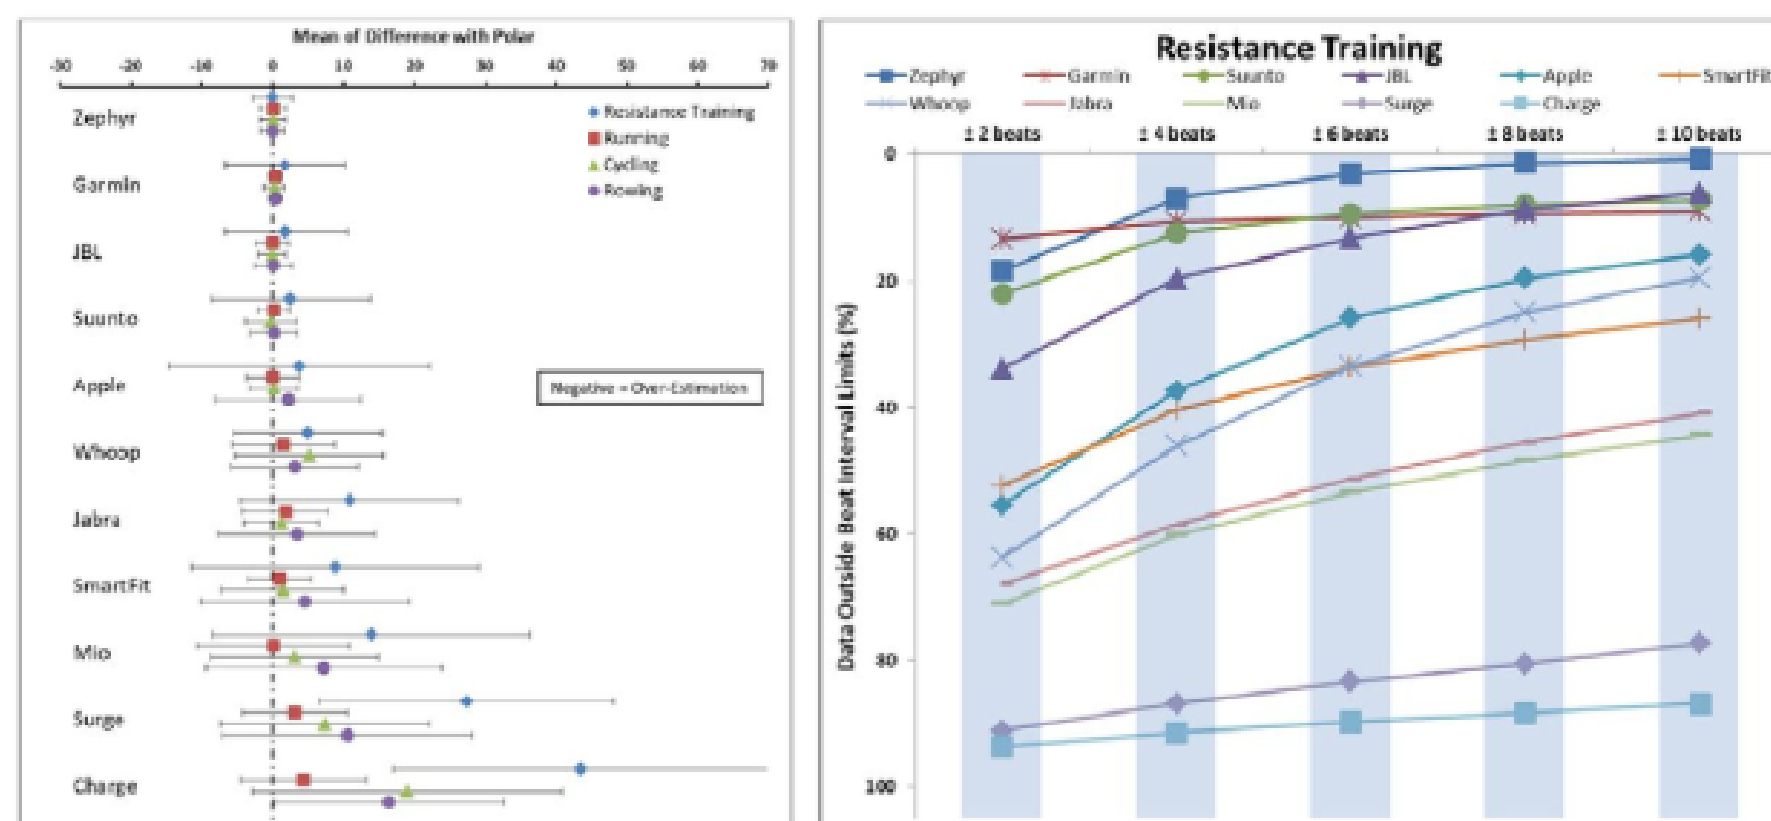 Mean of Difference with Polar
-30 -20 -10 0 10 20 30 40 50 60 70
Zephyr
Garmin
JBL
Suunto
Apple
Whoop
Jabra
SmartFit
Mio
Surge
Charge
Resistance Training
Running
Cycling
Rowing
Negative = Over-Estimation
Resistance Training
Zephyr Garmin Suunto JBL Apple SmartFit
Whoop Jabra Mio Surge Charge
± 2 beats ± 4 beats ± 6 beats ± 8 beats ± 10 beats
Data Outside Beat Interval Limits (%)
0
20
40
60
80
100